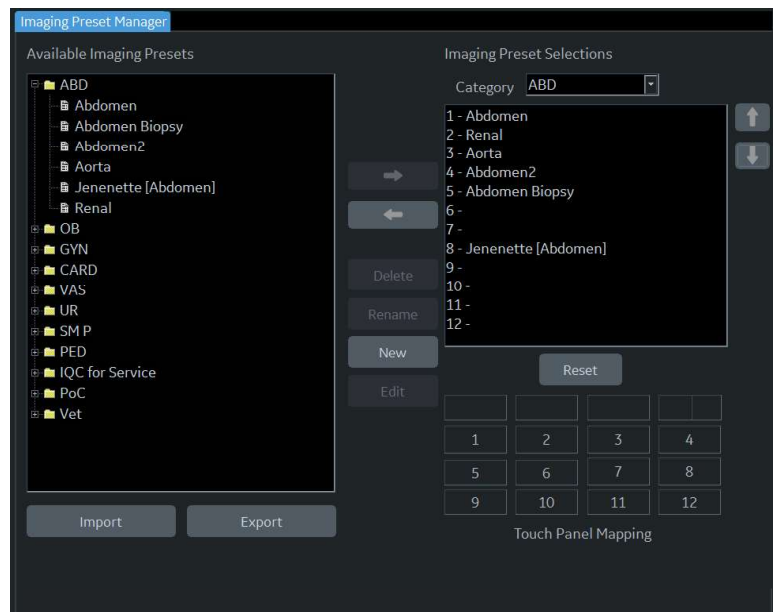 Imaging Preset Manager
Available Imaging Presets
ABD
Abdomen
Abdomen Biopsy
Abdomen2
Aorta
Jenenette [Abdomen]
Renal
OB
GYN
CARD
VAS
UR
SM P
PED
IQC for Service
PoC
Vet
Import Export
Delete
Rename
New
Edit
Imaging Preset Selections
Category ABD
1 - Abdomen
2 - Renal
3 - Aorta
4 - Abdomen2
5 - Abdomen Biopsy
6 -
7 -
8 - Jenenette [Abdomen]
9 -
10 -
11 -
12 -
Reset
1 2 3 4
5 6 7 8
9 10 11 12
Touch Panel Mapping